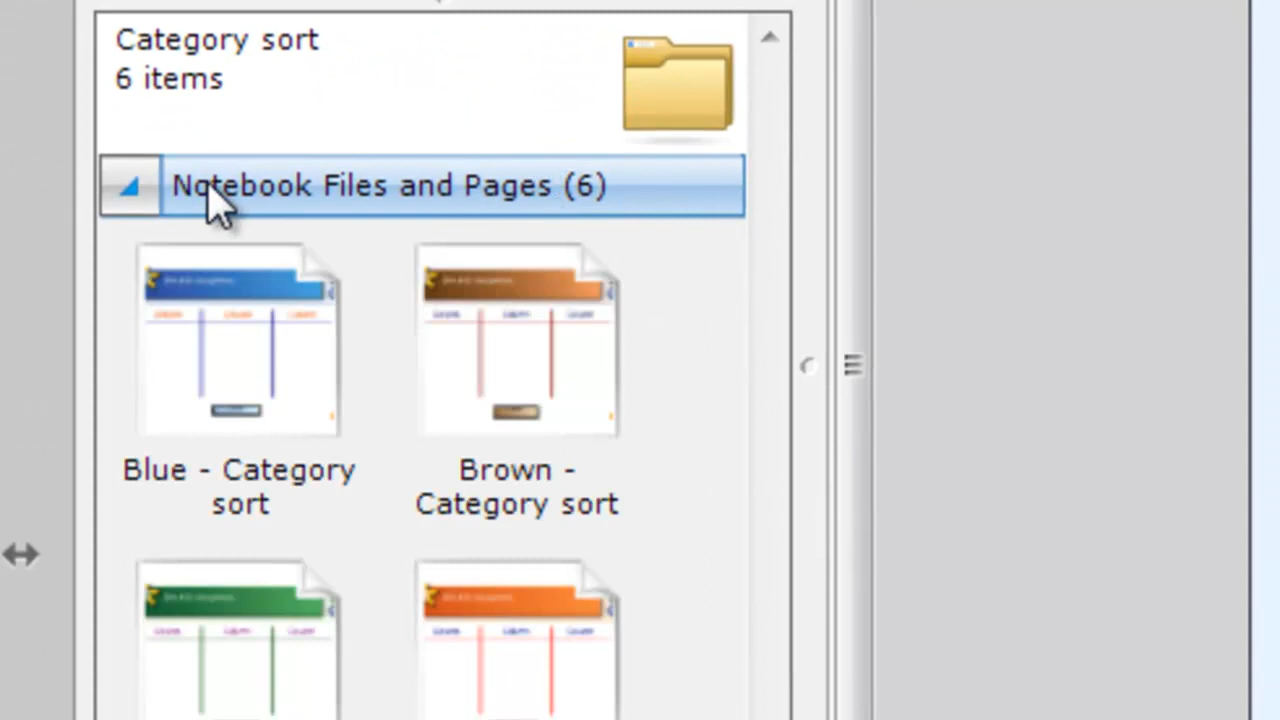 Category sort
6 items
Notebook Files and Pages (6)
Blue - Category
sort
Brown -
Category sort